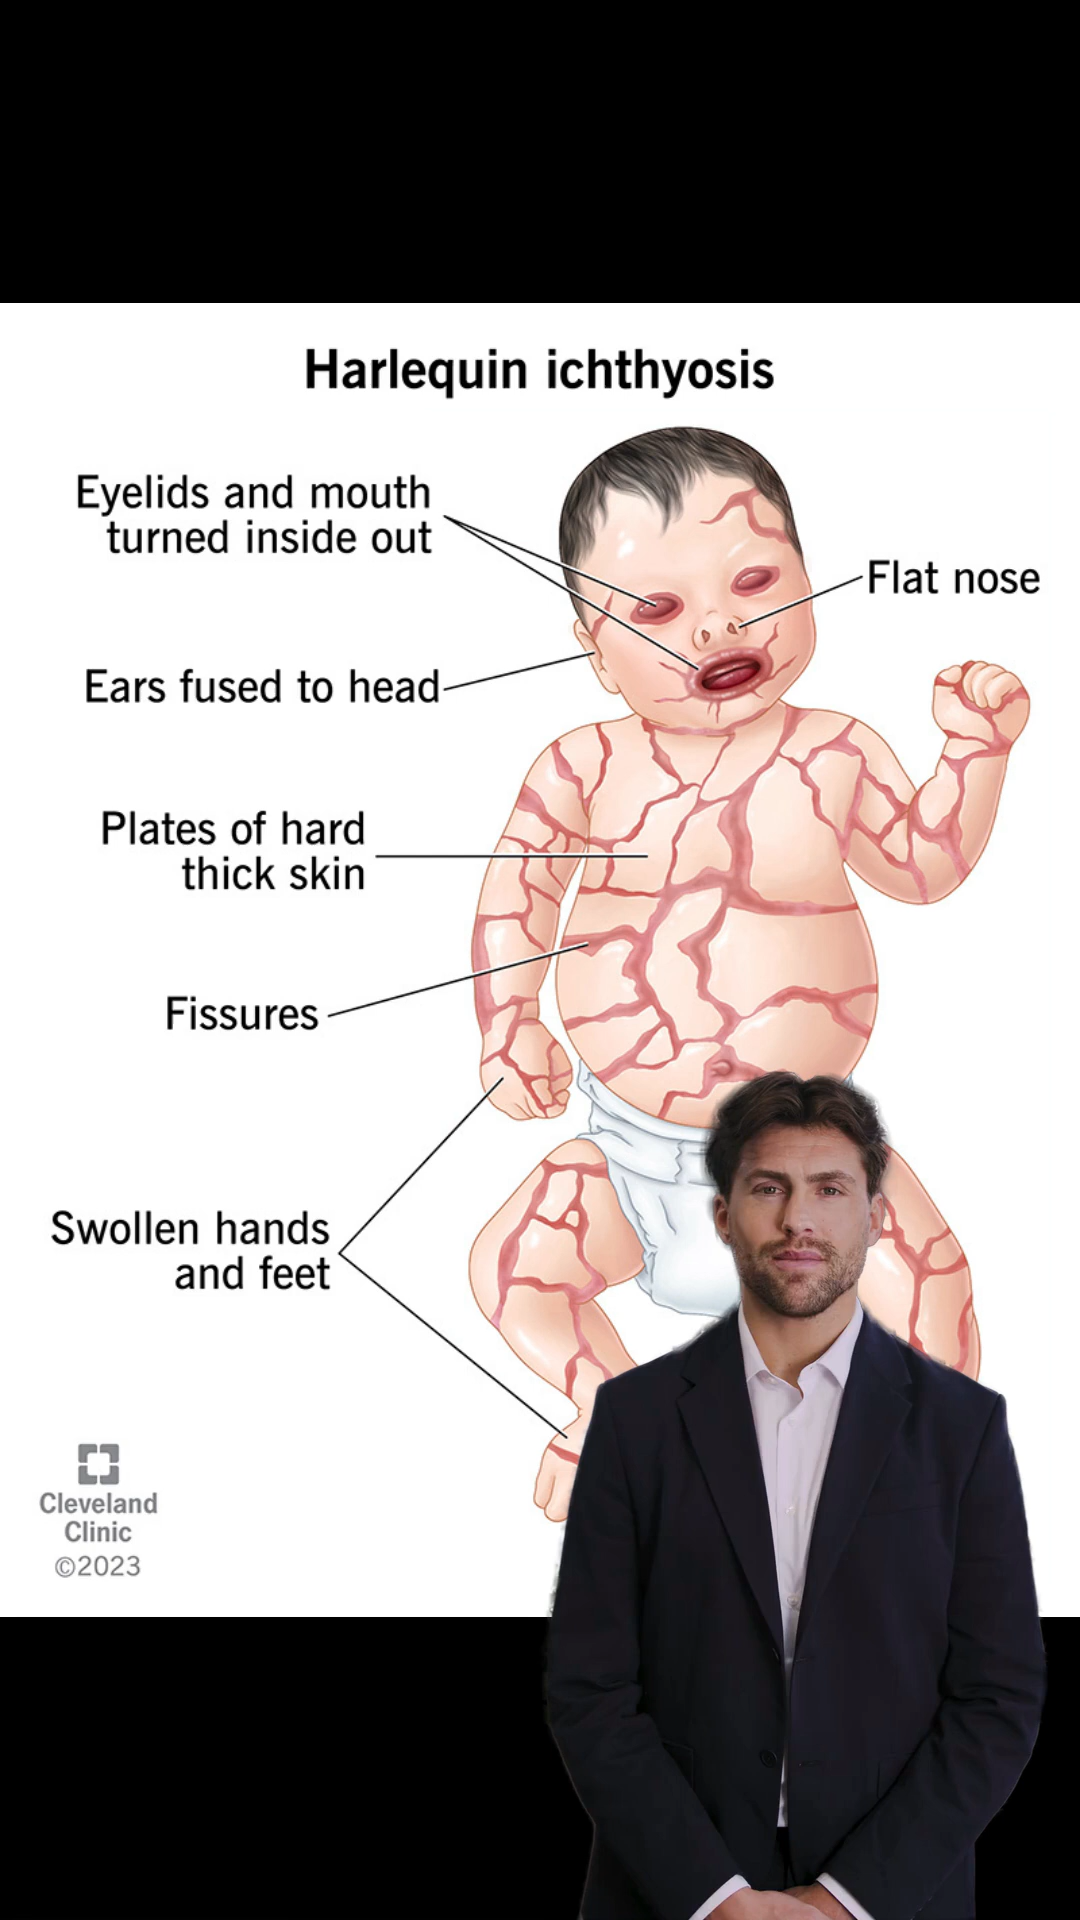 Harlequin ichthyosis
Eyelids and mouth
turned inside out
Flat nose
Ears fused to head
Plates of hard
thick skin
Fissures
Swollen hands
and feet
Cleveland
Clinic
©2023